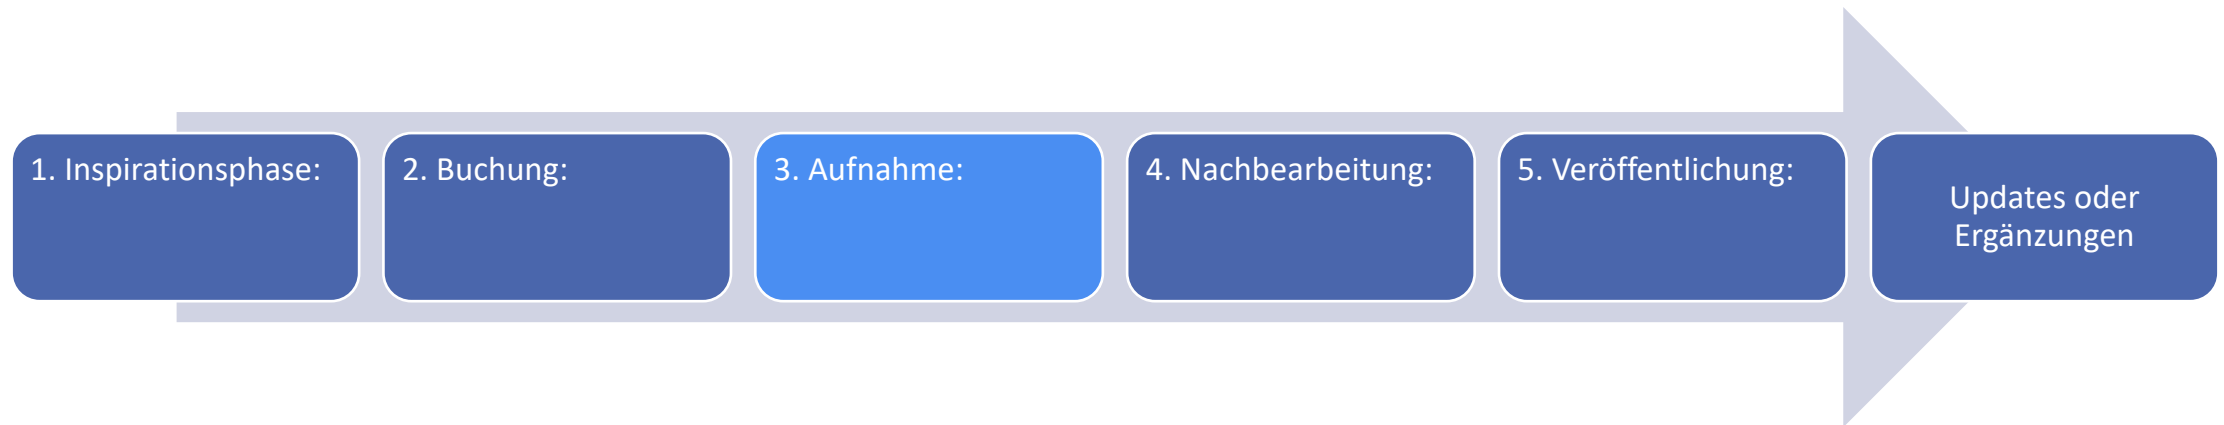 1. Inspirationsphase:
2. Buchung:
3. Aufnahme:
4. Nachbearbeitung:
5. Veröffentlichung:
Updates oder
Ergänzungen